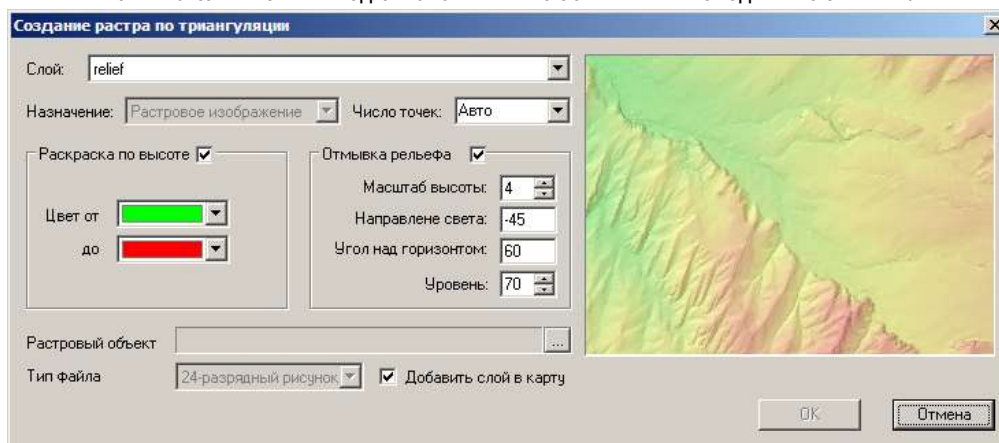 Создание растра по триангуляции
Слой: relief
Назначение: Растровое изображение Число точек: Авто
Раскраска по высоте
Цвет от
до
Отмывка рельефа
Масштаб высоты: 4
Направлене света: -45
Угол над горизонтом: 60
Уровень: 70
Растровый объект ...
Тип файла 24-разрядный рисунок Добавить слой в карту
OK Отмена